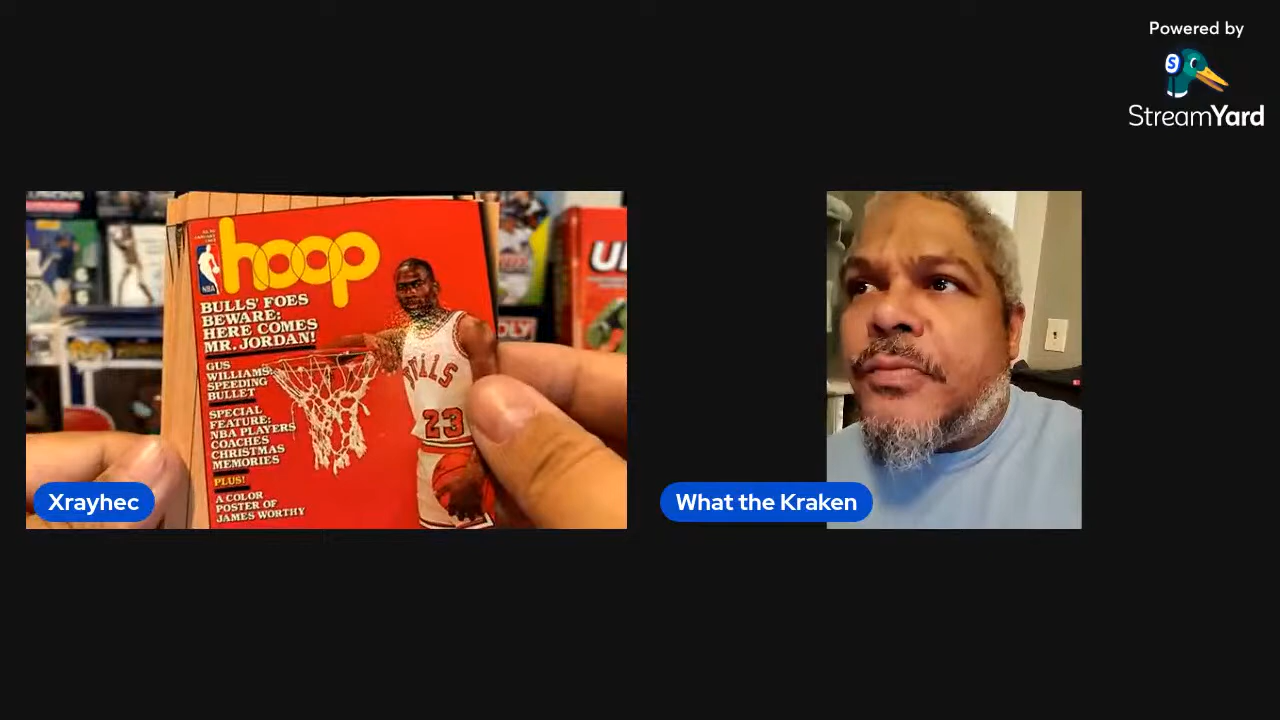 Powered by
S
StreamYard
hoop
NBA
BULLS' FOES
BEWARE:
HERE COMES
MR. JORDAN!
GUS
WILLIAMS:
SPEEDING
BULLET
SPECIAL
FEATURE:
NBA PLAYERS
COACHES
CHRISTMAS
MEMORIES
PLUS!
A COLOR
POSTER OF
JAMES WORTHY
BULLS
23
Xrayhec
What the Kraken